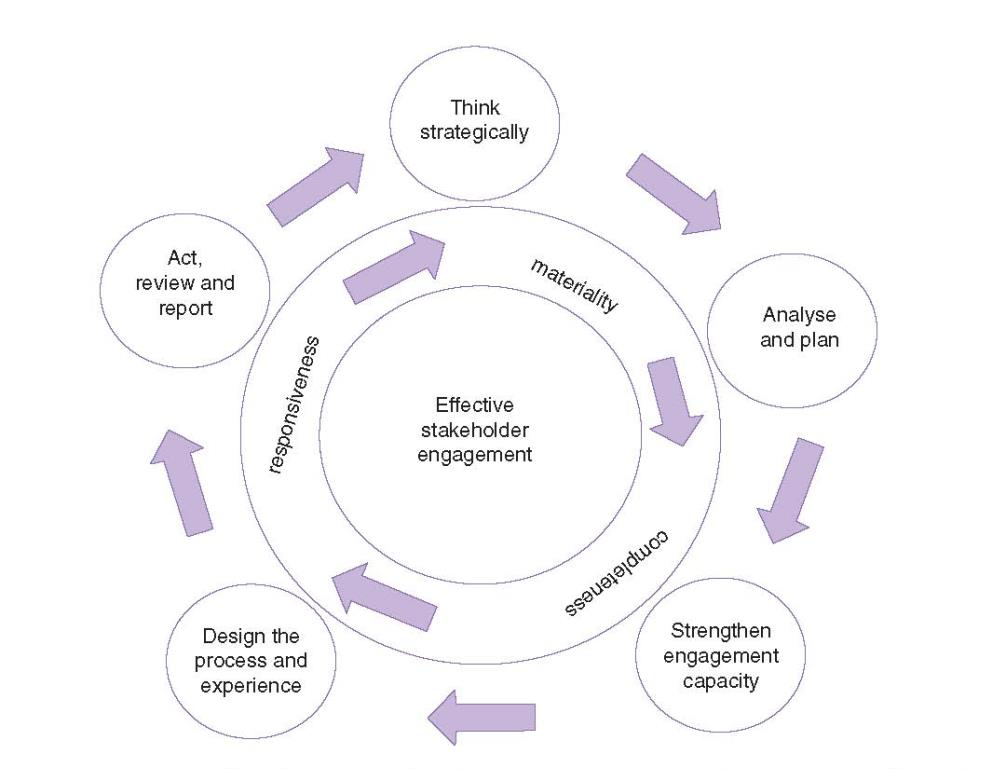 Think
strategically
Analyse
and plan
Strengthen
engagement
capacity
Design the
process and
experience
Act,
review and
report
materiality
completeness
responsiveness
Effective
stakeholder
engagement